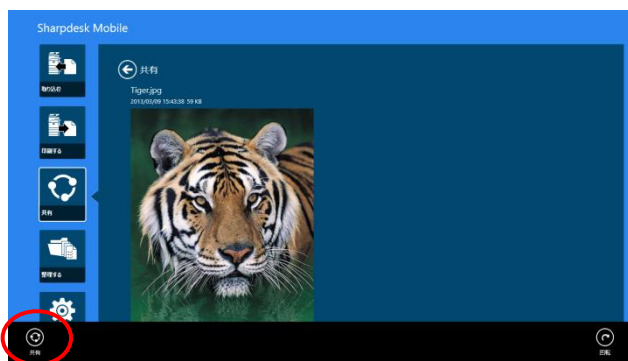 Sharpdesk Mobile
取り込む
印刷する
共有
整理する
共有
Tiger.jpg
2013/03/09 15:43:38 59 KB
共有
回転